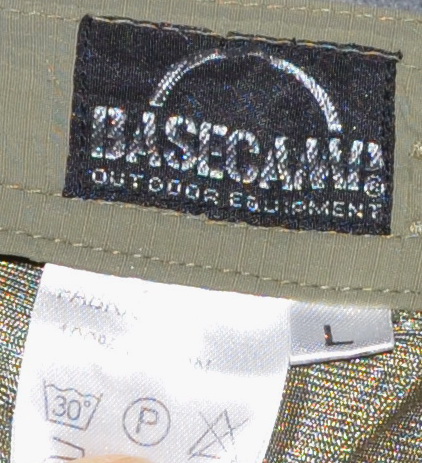 BASECAMP®
OUTDOOR EQUIPMENT
L
30°
P